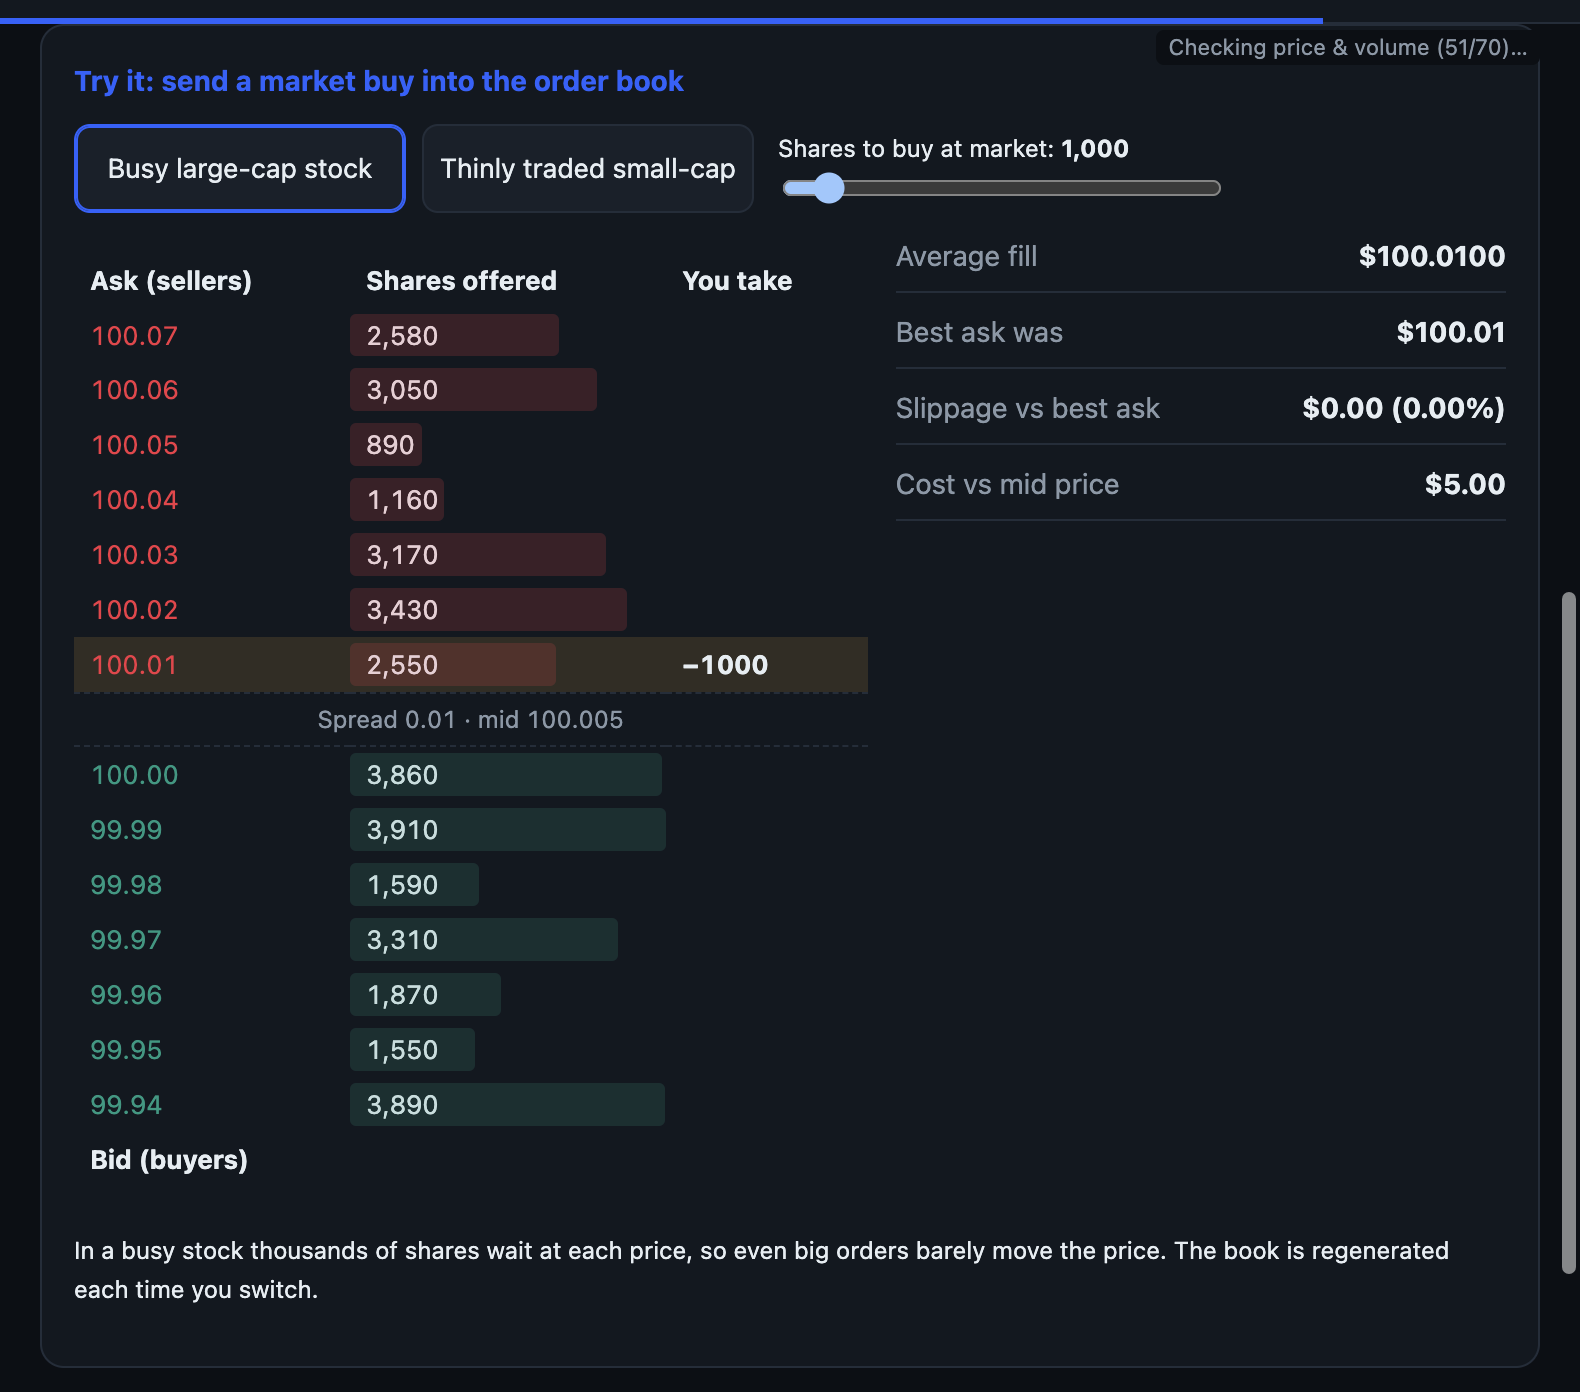 Checking price & volume (51/70)...
Try it: send a market buy into the order book
Busy large-cap stock
Thinly traded small-cap
Shares to buy at market: 1,000
Ask (sellers) Shares offered You take
100.07 2,580
100.06 3,050
100.05 890
100.04 1,160
100.03 3,170
100.02 3,430
100.01 2,550 –1000
Spread 0.01 · mid 100.005
100.00 3,860
99.99 3,910
99.98 1,590
99.97 3,310
99.96 1,870
99.95 1,550
99.94 3,890
Bid (buyers)
Average fill $100.0100
Best ask was $100.01
Slippage vs best ask $0.00 (0.00%)
Cost vs mid price $5.00
In a busy stock thousands of shares wait at each price, so even big orders barely move the price. The book is regenerated
each time you switch.